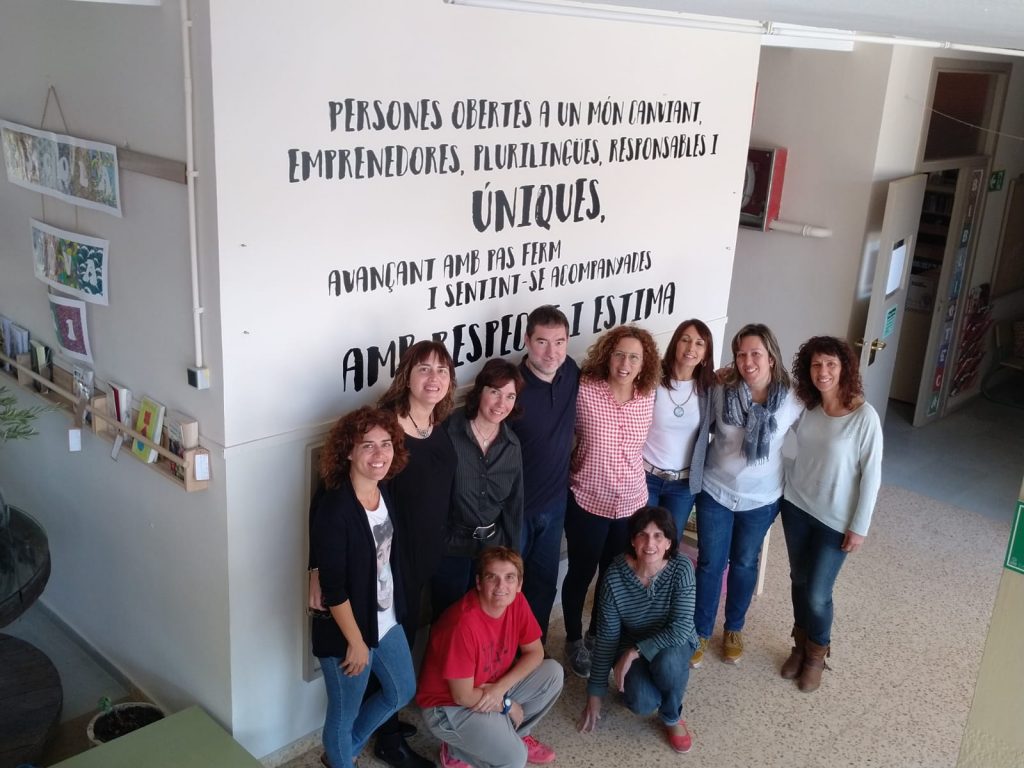 PERSONES OBERTES A UN MÓN CANVIANT,
EMPRENEDORES, PLURILINGÜES, RESPONSABLES I
ÚNIQUES,
AVANÇANT AMB PAS FERM
I SENTINT-SE ACOMPANYADES
AMB RESPECTE I ESTIMA